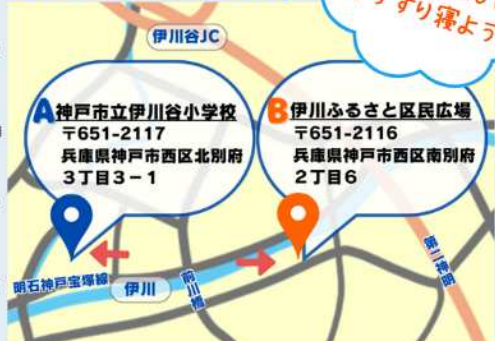 すり寝よう
伊川谷JC
A 神戸市立伊川谷小学校
〒651-2117
兵庫県神戸市西区北別府
3丁目3-1
B 伊川ふるさと区民広場
〒651-2116
兵庫県神戸市西区南別府
2丁目6
明石神戸宝塚線
伊川
前川橋
第二神明